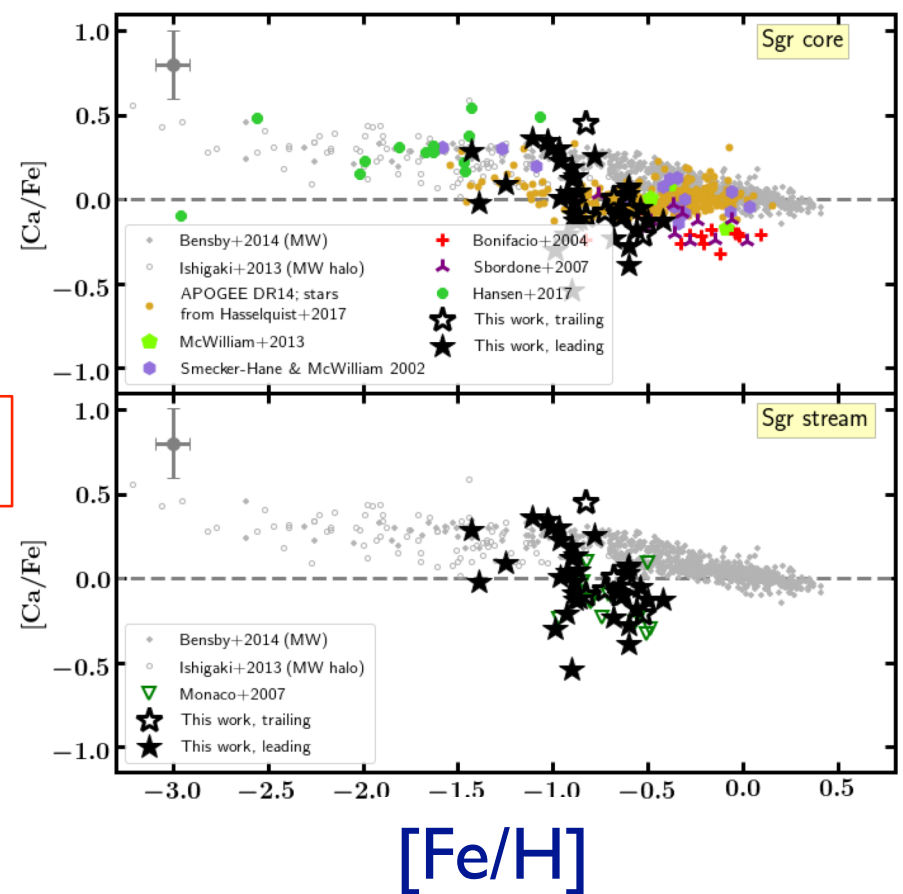 1.0
Sgr core
0.5
[Ca/Fe]
0.0
Bensby+2014 (MW)
Ishigaki+2013 (MW halo)
APOGEE DR14; stars
from Hasselquist+2017
McWilliam+2013
Smecker-Hane & McWilliam 2002
Bonifacio+2004
Sbordone+2007
Hansen+2017
This work, trailing
This work, leading
−0.5
−1.0
1.0
Sgr stream
0.5
[Ca/Fe]
0.0
Bensby+2014 (MW)
Ishigaki+2013 (MW halo)
Monaco+2007
This work, trailing
This work, leading
−0.5
−1.0
−3.0 −2.5 −2.0 −1.5 −1.0 −0.5 0.0 0.5
[Fe/H]